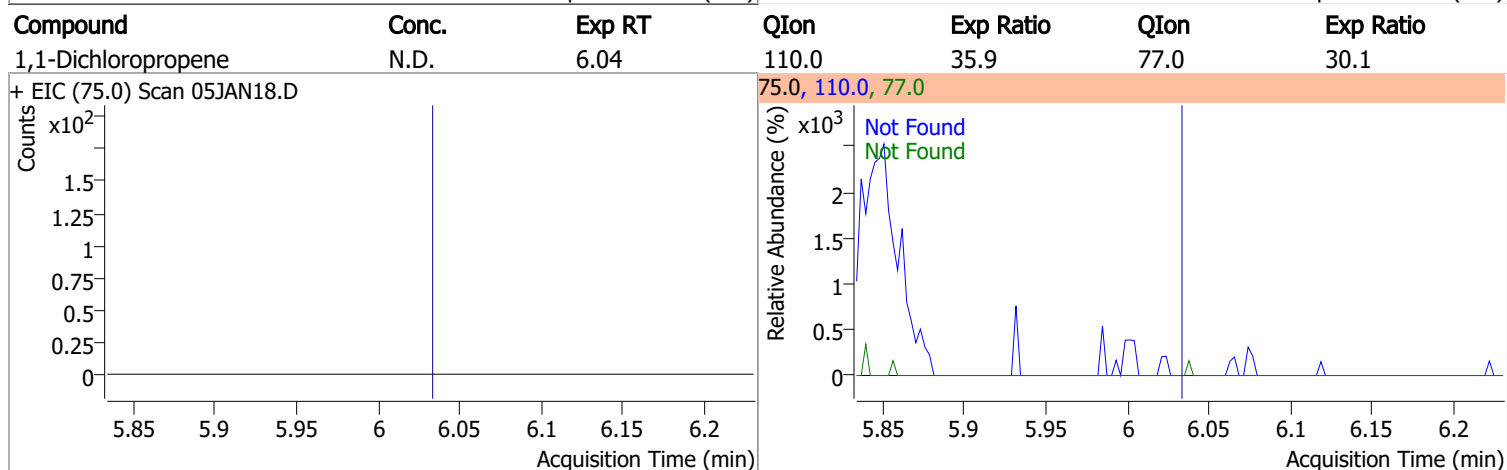 Compound Conc. Exp RT QIon Exp Ratio QIon Exp Ratio
1,1-Dichloropropene N.D. 6.04 110.0 35.9 77.0 30.1
+ EIC (75.0) Scan 05JAN18.D
Counts
x10²
1.5
1.25
1
0.75
0.5
0.25
0
5.85 5.9 5.95 6 6.05 6.1 6.15 6.2
Acquisition Time (min)
75.0, 110.0, 77.0
Relative Abundance (%)
x10³
Not Found
Not Found
2
1.5
1
0.5
0
5.85 5.9 5.95 6 6.05 6.1 6.15 6.2
Acquisition Time (min)